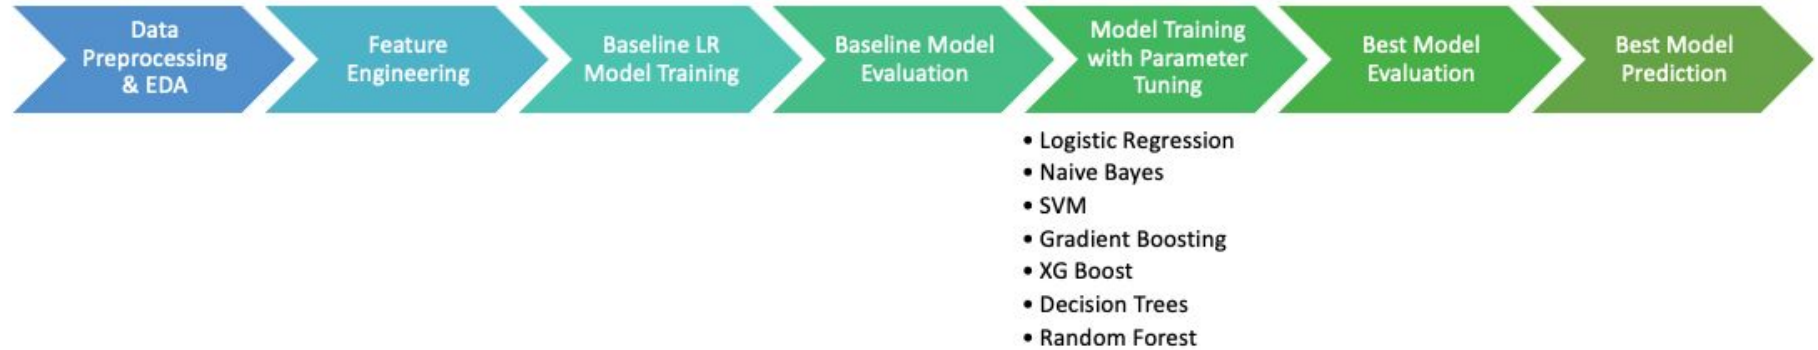 Data
Preprocessing
& EDA
Feature
Engineering
Baseline LR
Model Training
Baseline Model
Evaluation
Model Training
with Parameter
Tuning
Best Model
Evaluation
Best Model
Prediction
• Logistic Regression
• Naive Bayes
• SVM
• Gradient Boosting
• XG Boost
• Decision Trees
• Random Forest